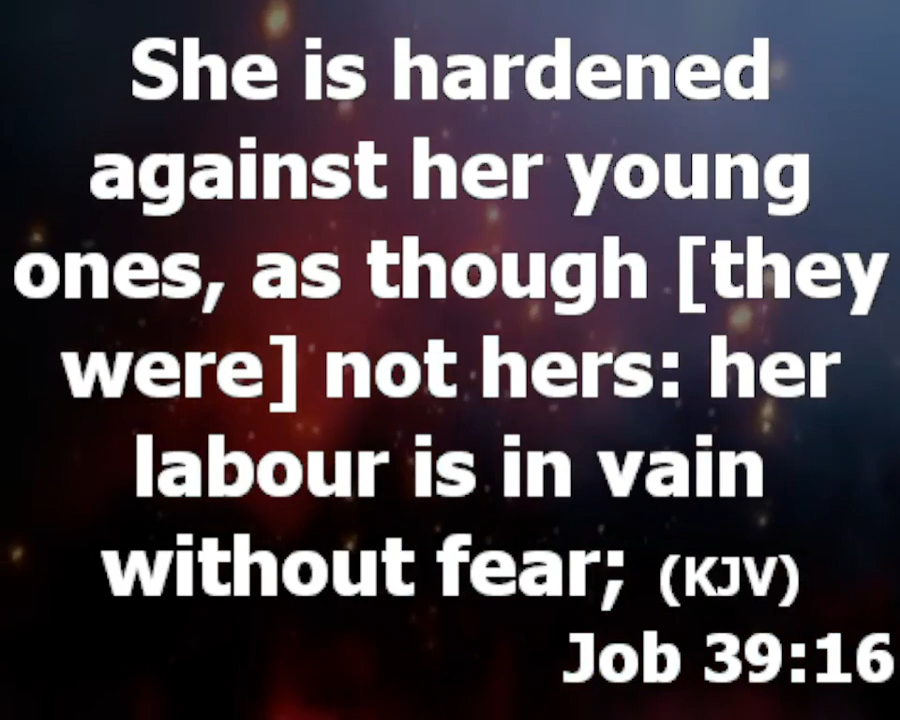 She is hardened
against her young
ones, as though [they
were] not hers: her
labour is in vain
without fear; (KJV)
Job 39:16